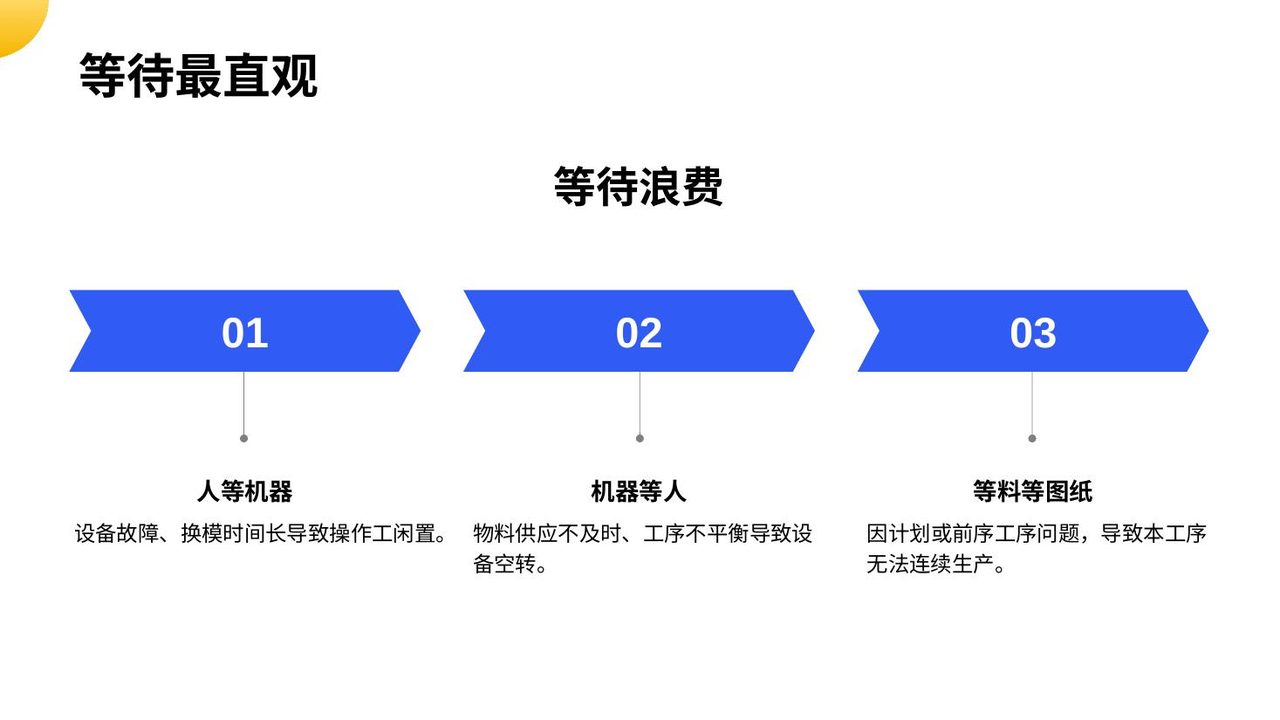 等待最直观
等待浪费
01
02
03
人等机器
设备故障、换模时间长导致操作工闲置。
机器等人
物料供应不及时、工序不平衡导致设
备空转。
等料等图纸
因计划或前序工序问题，导致本工序
无法连续生产。